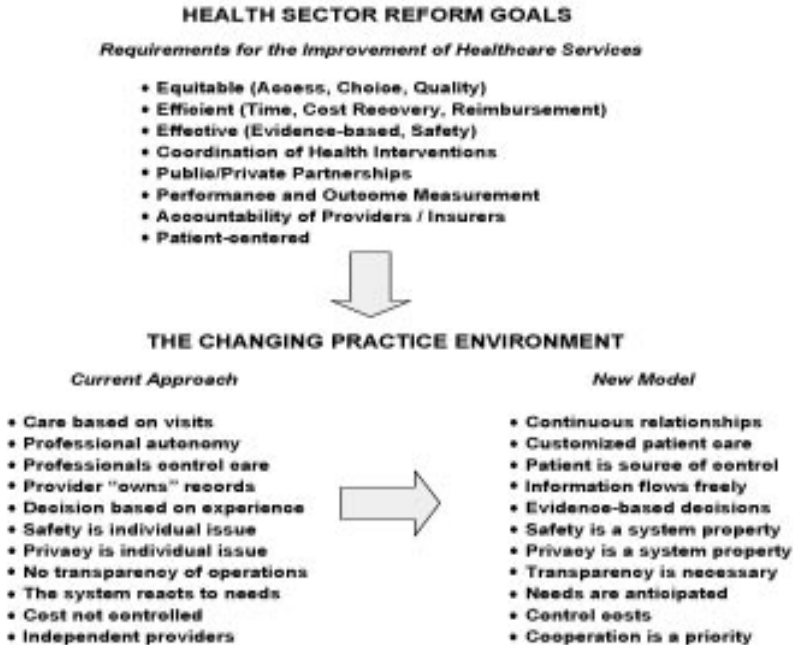 HEALTH SECTOR REFORM GOALS
Requirements for the Improvement of Healthcare Services
• Equitable (Access, Choice, Quality)
• Efficient (Time, Cost Recovery, Reimbursement)
• Effective (Evidence-based, Safety)
• Coordination of Health Interventions
• Public/Private Partnerships
• Performance and Outcome Measurement
• Accountability of Providers / Insurers
• Patient-centered
THE CHANGING PRACTICE ENVIRONMENT
Current Approach
• Care based on visits
• Professional autonomy
• Professionals control care
• Provider "owns" records
• Decision based on experience
• Safety is individual issue
• Privacy is individual issue
• No transparency of operations
• The system reacts to needs
• Cost not controlled
• Independent providers
New Model
• Continuous relationships
• Customized patient care
• Patient is source of control
• Information flows freely
• Evidence-based decisions
• Safety is a system property
• Privacy is a system property
• Transparency is necessary
• Needs are anticipated
• Control costs
• Cooperation is a priority